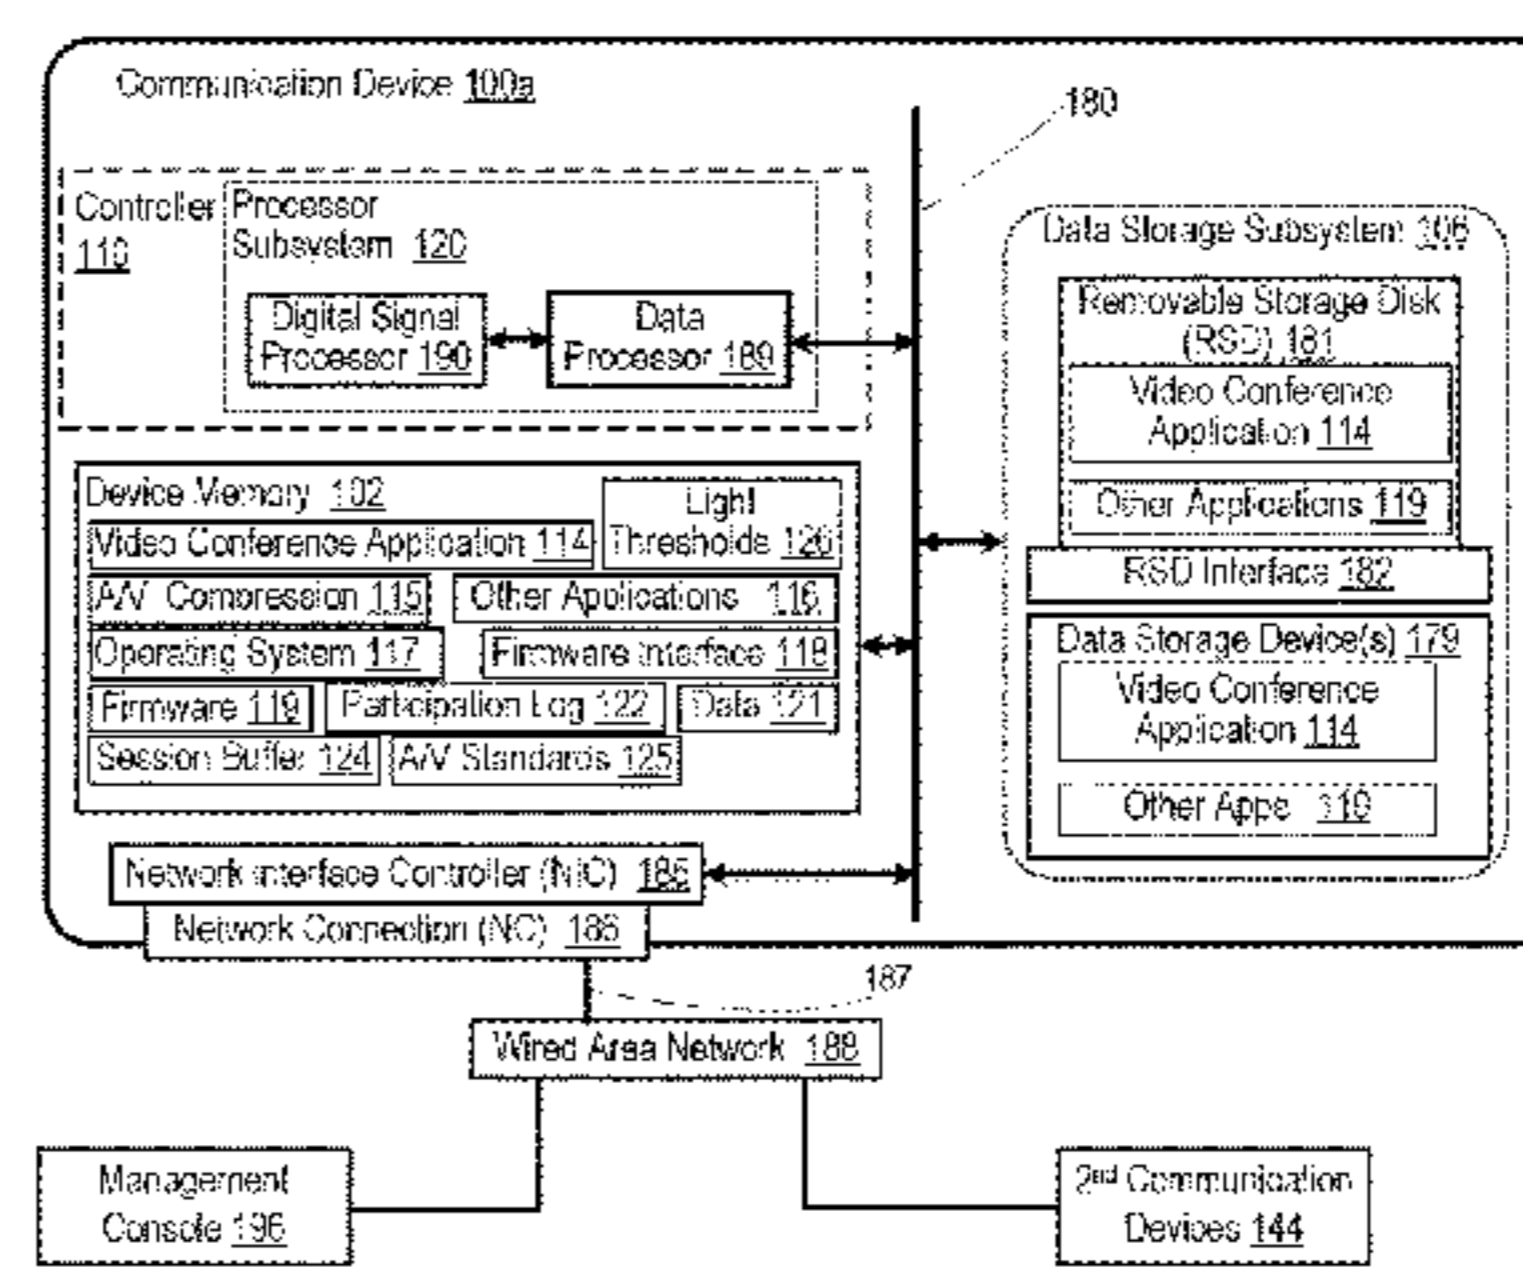 Communication Device 100a
180
Controller
110
Processor
Subsystem 120
Digital Signal
Processor 190
Data
Processor 189
Data Storage Subsystem 106
Removable Storage Disk
(RSD) 181
Video Conference
Application 114
Other Applications 119
RSD Interface 182
Data Storage Device(s) 179
Video Conference
Application 114
Other Apps 119
Device Memory 102
Light
Thresholds 126
Video Conference Application 114
A/V Compression 115
Other Applications 116
Operating System 117
Firmware Interface 118
Firmware 119
Participation Log 122
Data 121
Session Buffer 124
A/V Standards 125
Network Interface Controller (NIC) 185
Network Connection (NC) 186
187
Wired Area Network 188
Management
Console 196
2nd Communication
Devices 144